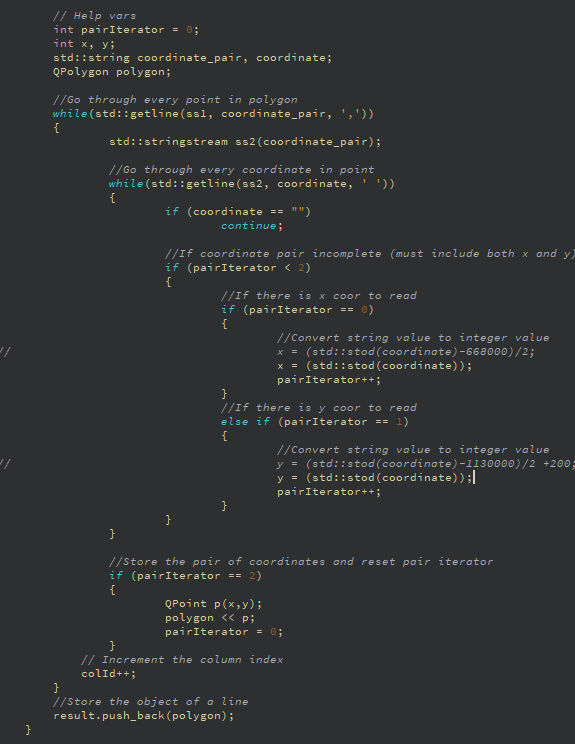 // Help vars
int pairIterator = 0;
int x, y;
std::string coordinate_pair, coordinate;
QPolygon polygon;
//Go through every point in polygon
while(std::getline(ss1, coordinate_pair, ','))
{
std::stringstream ss2(coordinate_pair);
//Go through every coordinate in point
while(std::getline(ss2, coordinate, ' '))
{
if (coordinate == "")
continue;
//If coordinate pair incomplete (must include both x and y)
if (pairIterator < 2)
{
//If there is x coor to read
if (pairIterator == 0)
{
//Convert string value to integer value
// x = (std::stod(coordinate)-668000)/2;
x = (std::stod(coordinate));
pairIterator++;
}
//If there is y coor to read
else if (pairIterator == 1)
{
//Convert string value to integer value
// y = (std::stod(coordinate)-1130000)/2 +200;
y = (std::stod(coordinate));
pairIterator++;
}
}
}
//Store the pair of coordinates and reset pair iterator
if (pairIterator == 2)
{
QPoint p(x,y);
polygon << p;
pairIterator = 0;
}
// Increment the column index
colId++;
}
//Store the object of a line
result.push_back(polygon);
}